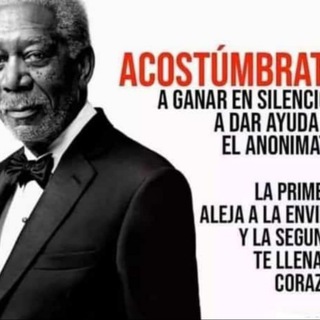 ACOSTÚMBRAT
A GANAR EN SILENCI
A DAR AYUDA
EL ANONIMA
LA PRIME
ALEJA A LA ENVI
Y LA SEGUN
TE LLENA
CORAZ